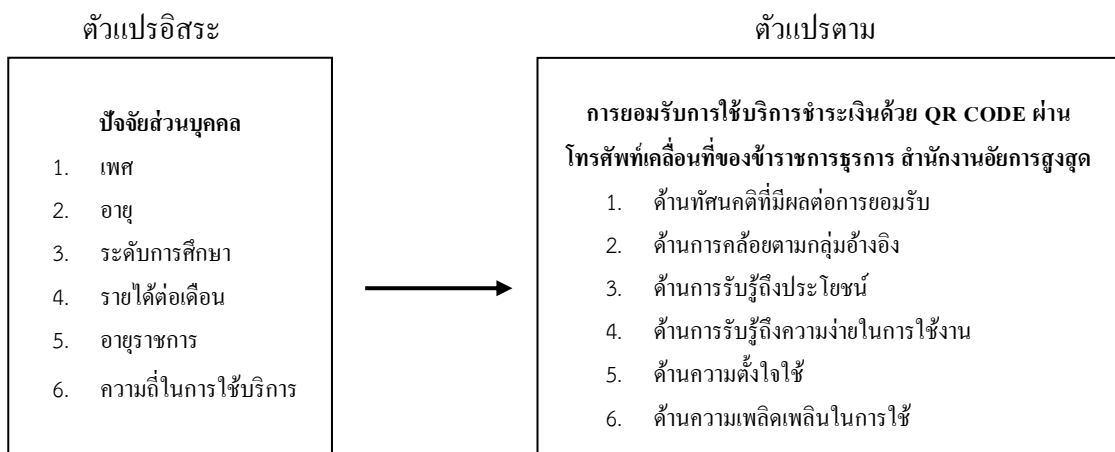 ตัวแปรอิสระ
ปัจจัยส่วนบุคคล
1. เพศ
2. อายุ
3. ระดับการศึกษา
4. รายได้ต่อเดือน
5. อายุราชการ
6. ความถี่ในการใช้บริการ
ตัวแปรตาม
การยอมรับการใช้บริการชำระเงินด้วย QR CODE ผ่าน
โทรศัพท์เคลื่อนที่ของข้าราชการธุรการ สำนักงานอัยการสูงสุด
1. ด้านทัศนคติที่มีผลต่อการยอมรับ
2. ด้านการคล้อยตามกลุ่มอ้างอิง
3. ด้านการรับรู้ถึงประโยชน์
4. ด้านการรับรู้ถึงความง่ายในการใช้งาน
5. ด้านความตั้งใจใช้
6. ด้านความเพลิดเพลินในการใช้